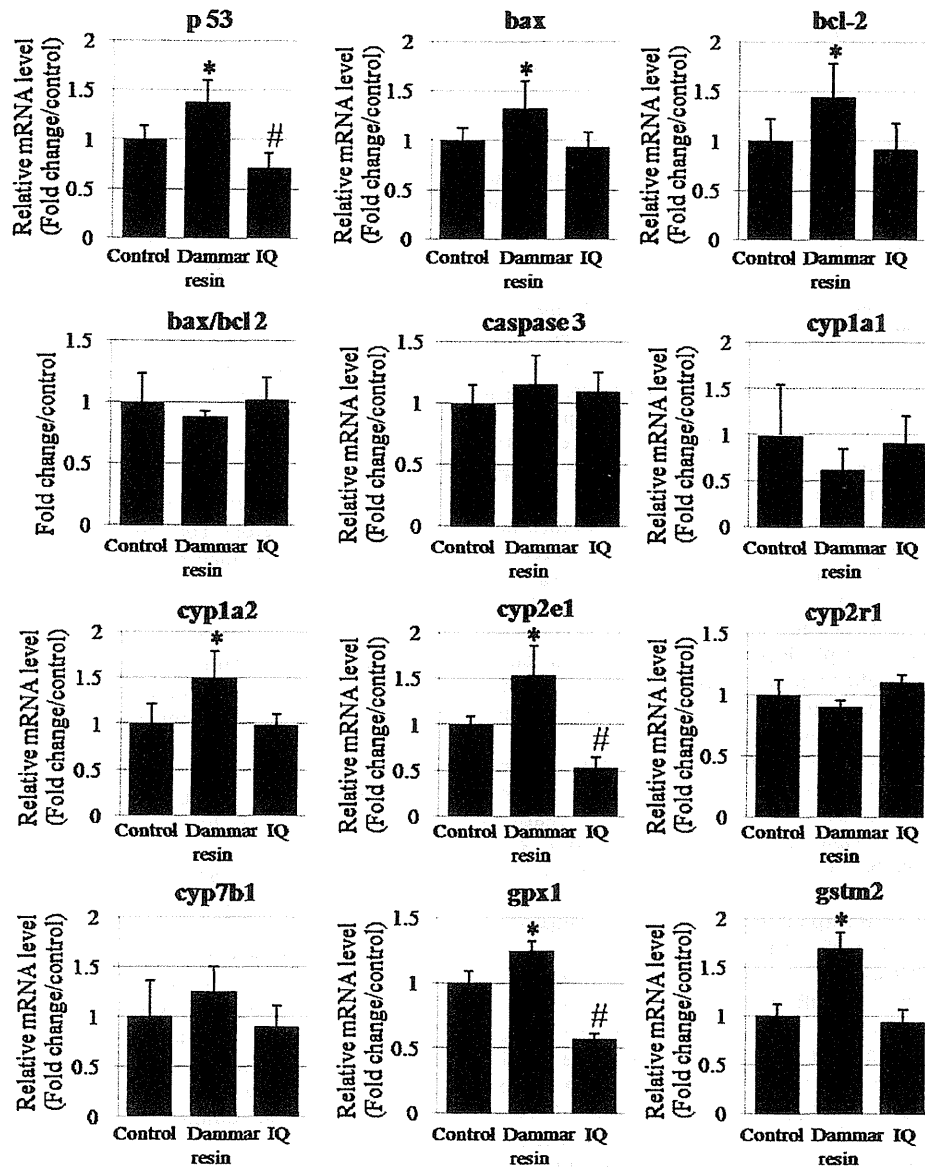 p 53
Relative mRNA level
(Fold change/control)
2
1.5
1
0.5
0
*
#
Control Dammar IQ
resin
bax
Relative mRNA level
(Fold change/control)
2
1.5
1
0.5
0
*
Control Dammar IQ
resin
bcl-2
Relative mRNA level
(Fold change/control)
2
1.5
1
0.5
0
*
Control Dammar IQ
resin
bax/bcl 2
Fold change/control
1.5
1
0.5
0
Control Dammar IQ
resin
caspase 3
Relative mRNA level
(Fold change/control)
1.5
1
0.5
0
Control Dammar IQ
resin
cyp1a1
Relative mRNA level
(Fold change/control)
2
1.5
1
0.5
0
Control Dammar IQ
resin
cyp1a2
Relative mRNA level
(Fold change/control)
2
1.5
1
0.5
0
*
Control Dammar IQ
resin
cyp2e1
Relative mRNA level
(Fold change/control)
2
1.5
1
0.5
0
*
#
Control Dammar IQ
resin
cyp2r1
Relative mRNA level
(Fold change/control)
1.5
1
0.5
0
Control Dammar IQ
resin
cyp7b1
Relative mRNA level
(Fold change/control)
2
1.5
1
0.5
0
Control Dammar IQ
resin
gpx1
Relative mRNA level
(Fold change/control)
1.5
1
0.5
0
*
#
Control Dammar IQ
resin
gstm2
Relative mRNA level
(Fold change/control)
2
1.5
1
0.5
0
*
Control Dammar IQ
resin